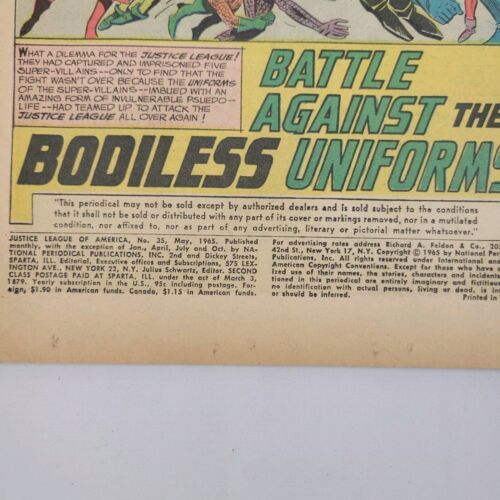 WHAT A DILEMMA FOR THE JUSTICE LEAGUE!
THEY HAD CAPTURED AND IMPRISONED FIVE
SUPER-VILLAINS--ONLY TO FIND THAT THE
FIGHT WASN'T OVER BECAUSE THE UNIFORMS
OF THE SUPER-VILLAINS--IMBUED WITH AN
AMAZING FORM OF INVULNERABLE PSUEDO-
LIFE--HAD TEAMED UP TO ATTACK THE
JUSTICE LEAGUE ALL OVER AGAIN!
BATTLE
AGAINST THE
BODILESS UNIFORMS
"This periodical may not be sold except by authorized dealers and is sold subject to the conditions
that it shall not be sold or distributed with any part of its cover or markings removed, nor in a mutilated
condition, nor affixed to, nor as part of any advertising, literary or pictorial matter whatsoever."
JUSTICE LEAGUE OF AMERICA, No. 35, May, 1965. Published
monthly, with the exception of Jan., April, July and Oct. by NA-
TIONAL PERIODICAL PUBLICATIONS, INC. 2nd and Dickey Streets,
SPARTA, ILL. Editorial, Executive offices and Subscriptions, 575 LEX-
INGTON AVE., NEW YORK 22, N.Y. Julius Schwartz, Editor. SECOND
CLASS POSTAGE PAID AT SPARTA, ILL. under the act of March 3,
1879. Yearly subscription in the U.S., 95c including postage. For-
eign, $1.90 in American funds. Canada, $1.15 in American funds.
For advertising rates address Richard A. Feldon & Co., 205
42nd St., New York 17, N.Y. Copyright © 1965 by National Peri
Publications, Inc. All rights reserved under International and
American Copyright Conventions. Except for those who have
ized use of their names, the stories, characters and incidents
tioned in this periodical are entirely imaginary and fictitious
no identification with actual persons, living or dead, is in
or should be inferred.
Printed in